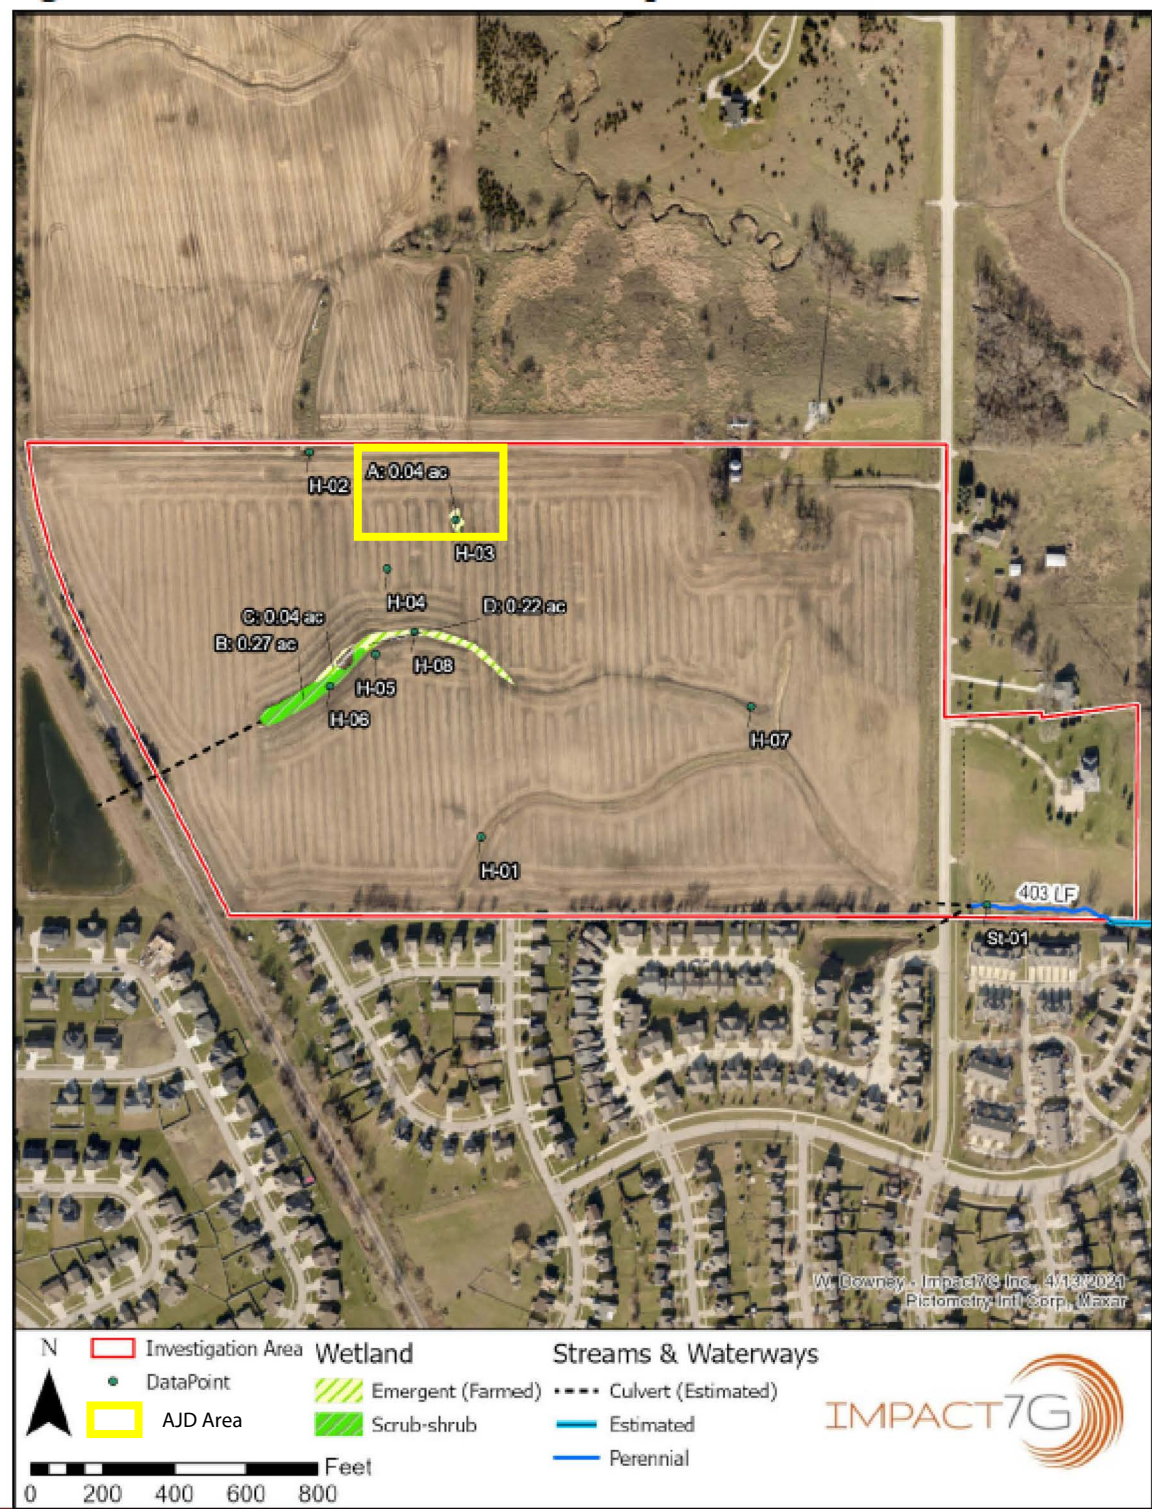 A: 0.04 ac
H-02
H-03
H-04
D: 0.22 ac
C: 0.04 ac
B: 0.27 ac
H-08
H-05
H-06
H-07
H-01
403 LF
St-01
W. Downey - Impact7G Inc., 4/13/2021
Pictometry Intl Corp, Maxar
N
Investigation Area
DataPoint
AJD Area
Wetland
Emergent (Farmed)
Scrub-shrub
Streams & Waterways
Culvert (Estimated)
Estimated
Perennial
IMPACT7G
Feet
0 200 400 600 800